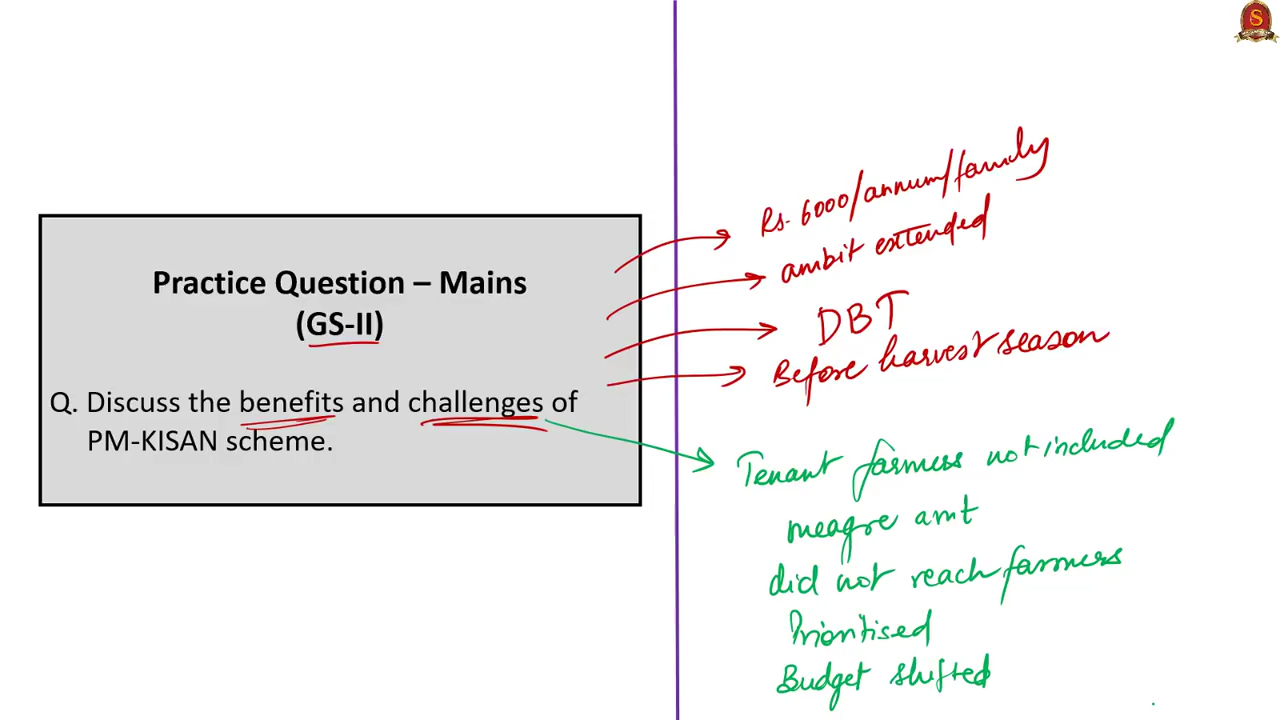 Practice Question – Mains
(GS-II)
Q. Discuss the benefits and challenges of
PM-KISAN scheme.
Rs. 6000/annum/family
ambit extended
DBT
Before harvest season
Tenant farmers not included
meagre amt
did not reach farmers
Prioritised
Budget shifted
S